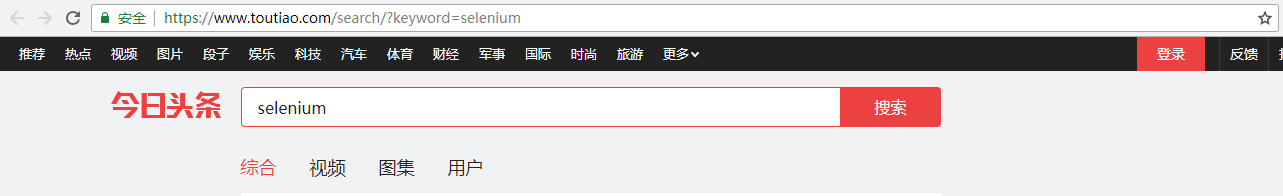 安全 https://www.toutiao.com/search/?keyword=selenium
推荐 热点 视频 图片 段子 娱乐 科技 汽车 体育 财经 军事 国际 时尚 旅游 更多 登录 反馈
今日头条 selenium 搜索
综合 视频 图集 用户